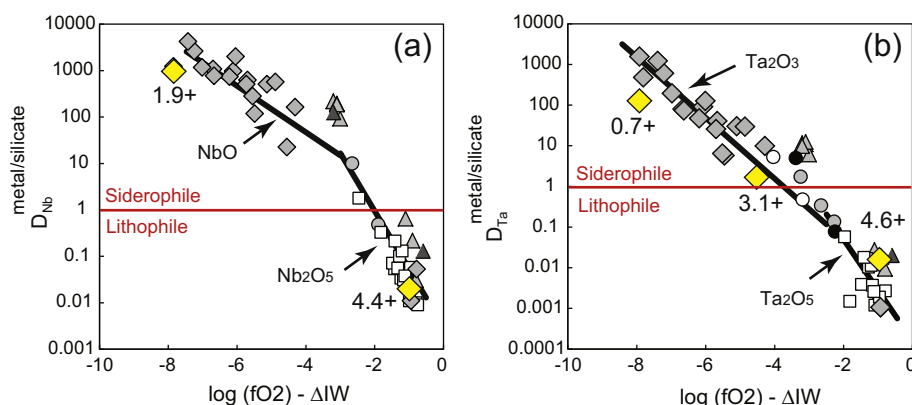 (a)
10000
1000
100
10
1
0.1
0.01
0.001
D_Nb metal/silicate
1.9+
NbO
Siderophile
Lithophile
Nb2O5
4.4+
-10 -8 -6 -4 -2 0
log (fO2) - ΔIW
(b)
10000
1000
100
10
1
0.1
0.01
0.001
0.0001
D_Ta metal/silicate
Ta2O3
0.7+
Siderophile
Lithophile
3.1+
4.6+
Ta2O5
-10 -8 -6 -4 -2 0
log (fO2) - ΔIW